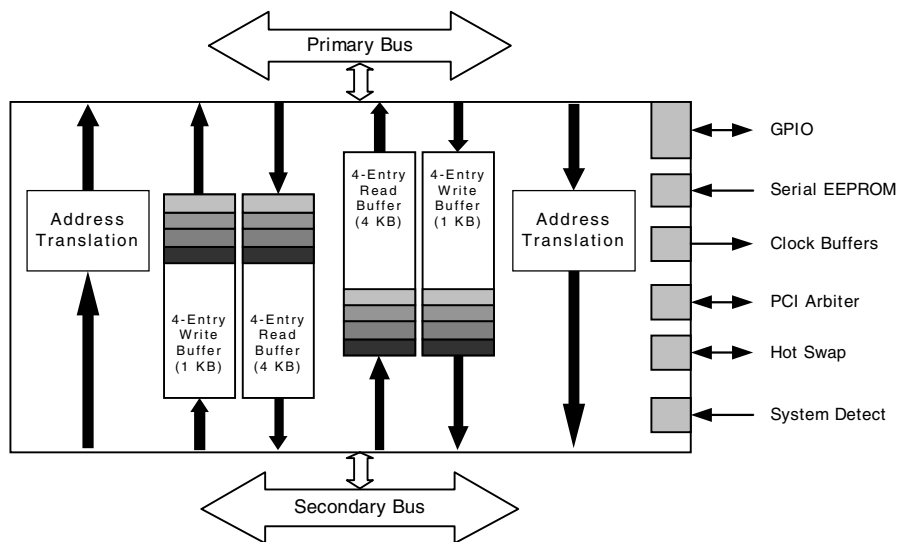 Primary Bus
Address
Translation
4-Entry
Write
Buffer
(1 KB)
4-Entry
Read
Buffer
(4 KB)
4-Entry
Read
Buffer
(4 KB)
4-Entry
Write
Buffer
(1 KB)
Address
Translation
GPIO
Serial EEPROM
Clock Buffers
PCI Arbiter
Hot Swap
System Detect
Secondary Bus